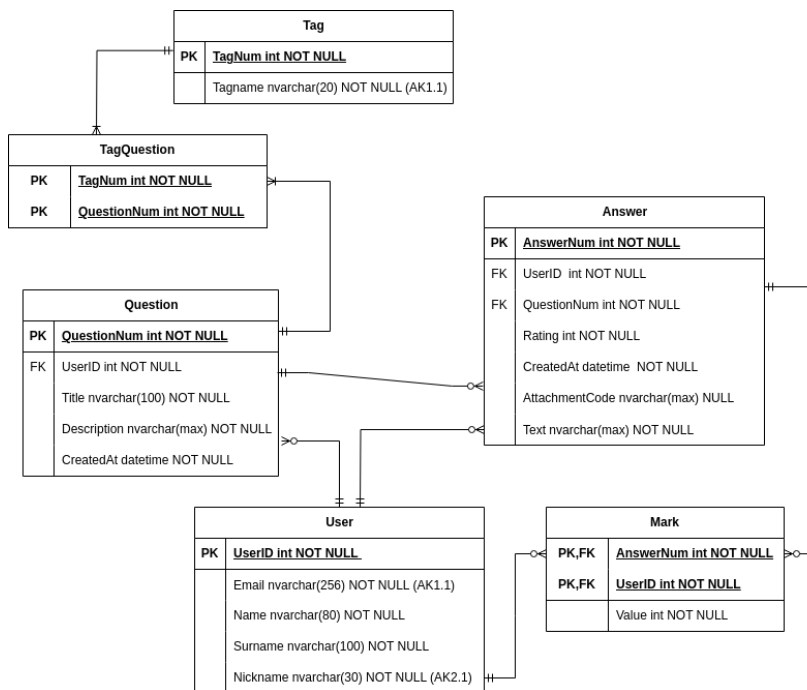 Tag
PK TagNum int NOT NULL
Tagname nvarchar(20) NOT NULL (AK1.1)
TagQuestion
PK TagNum int NOT NULL
PK QuestionNum int NOT NULL
Answer
PK AnswerNum int NOT NULL
FK UserID int NOT NULL
FK QuestionNum int NOT NULL
Rating int NOT NULL
CreatedAt datetime NOT NULL
AttachmentCode nvarchar(max) NULL
Text nvarchar(max) NOT NULL
Question
PK QuestionNum int NOT NULL
FK UserID int NOT NULL
Title nvarchar(100) NOT NULL
Description nvarchar(max) NOT NULL
CreatedAt datetime NOT NULL
User
PK UserID int NOT NULL
Email nvarchar(256) NOT NULL (AK1.1)
Name nvarchar(80) NOT NULL
Surname nvarchar(100) NOT NULL
Nickname nvarchar(30) NOT NULL (AK2.1)
Mark
PK,FK AnswerNum int NOT NULL
PK,FK UserID int NOT NULL
Value int NOT NULL